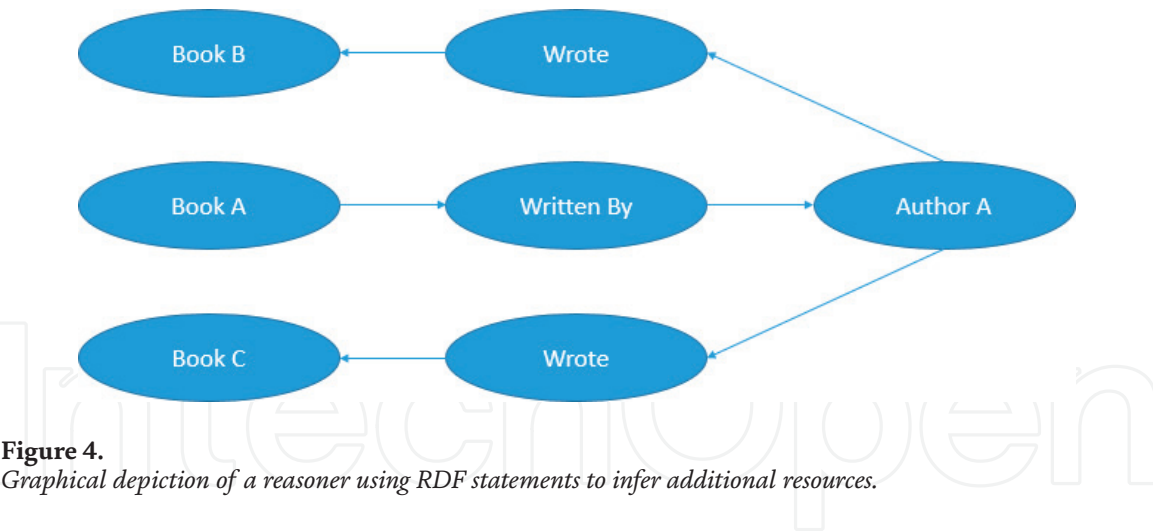 Book B
Wrote
Book A
Written By
Author A
Book C
Wrote
IntechOpen
Figure 4.
Graphical depiction of a reasoner using RDF statements to infer additional resources.